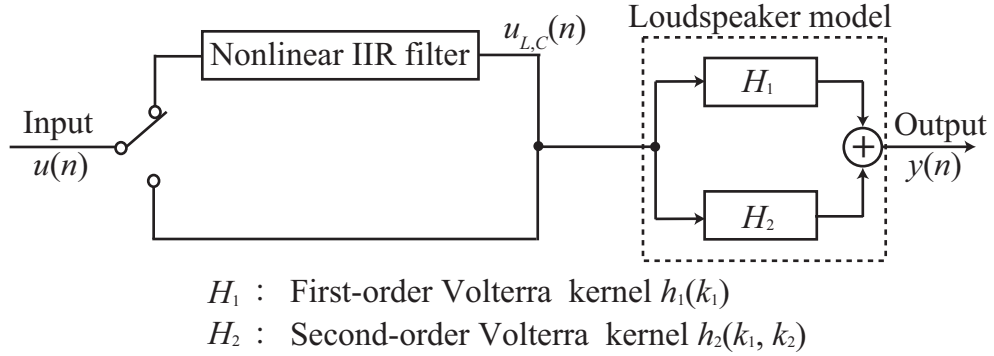 Loudspeaker model
u_{L,C}(n)
Nonlinear IIR filter
H₁
Input
Output
+
u(n)
y(n)
H₂
H₁ : First-order Volterra kernel h₁(k₁)
H₂ : Second-order Volterra kernel h₂(k₁, k₂)